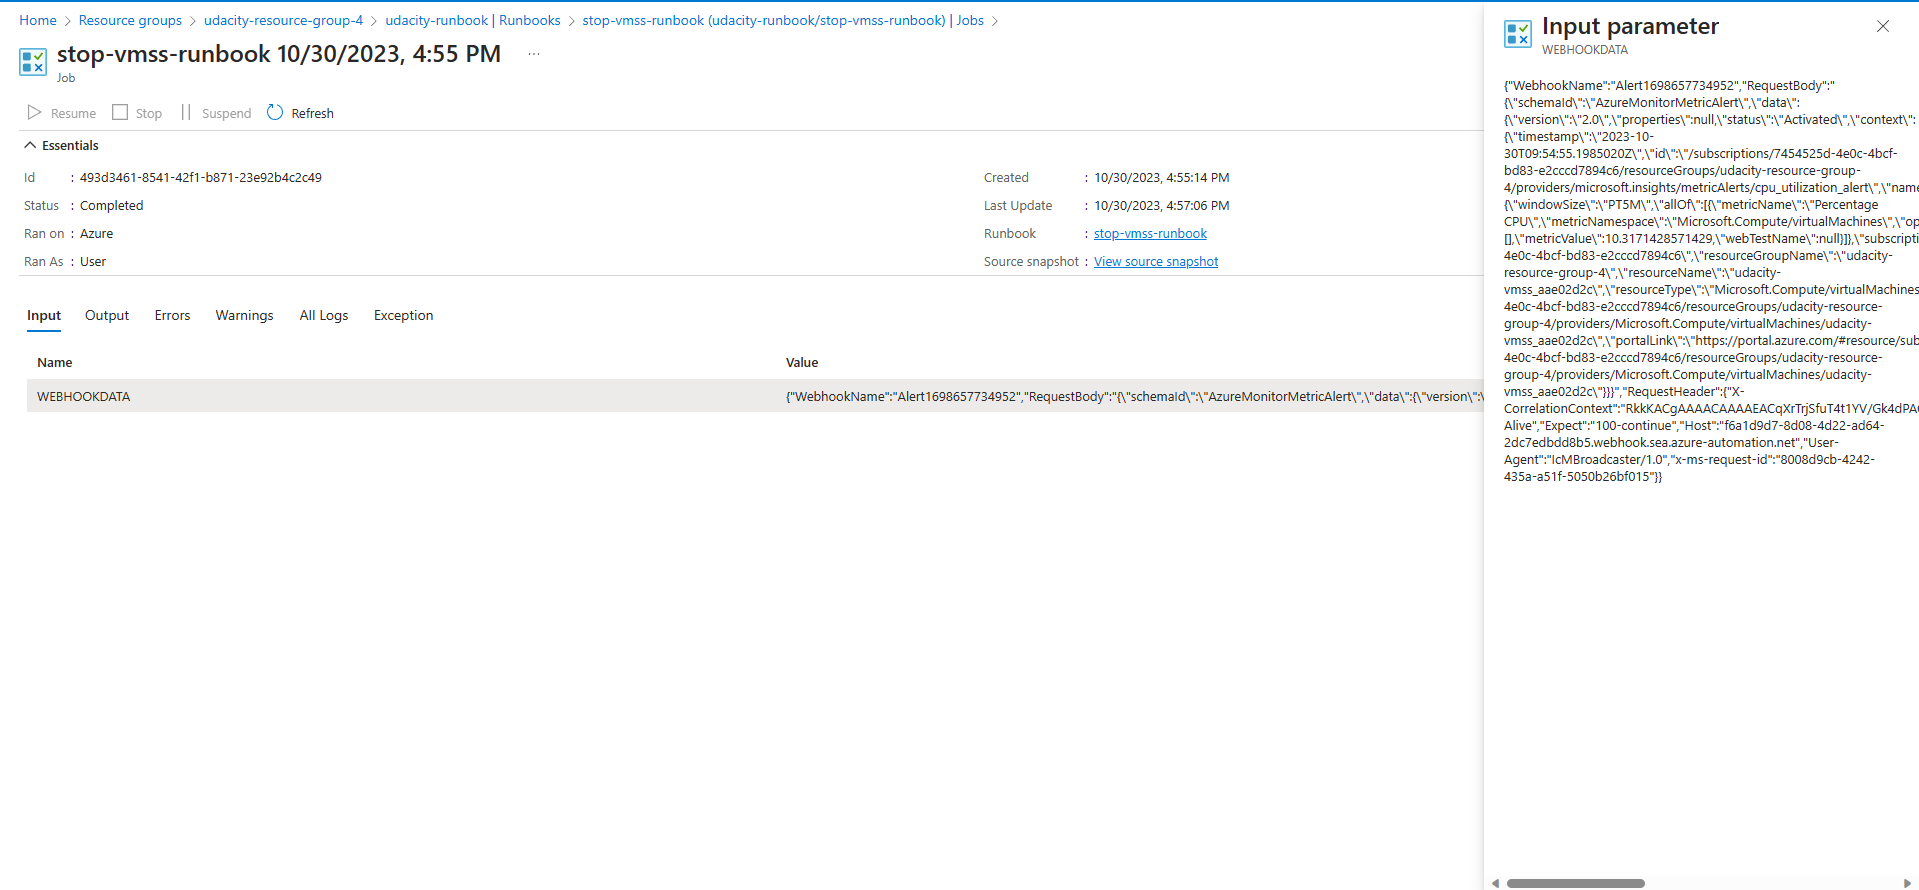 Home > Resource groups > udacity-resource-group-4 > udacity-runbook | Runbooks > stop-vmss-runbook (udacity-runbook/stop-vmss-runbook) | Jobs >
stop-vmss-runbook 10/30/2023, 4:55 PM ...
Job
Resume Stop Suspend Refresh
Essentials
Id : 493d3461-8541-42f1-b871-23e92b4c2c49
Status : Completed
Ran on : Azure
Ran As : User
Created : 10/30/2023, 4:55:14 PM
Last Update : 10/30/2023, 4:57:06 PM
Runbook : stop-vmss-runbook
Source snapshot : View source snapshot
Input Output Errors Warnings All Logs Exception
Name Value
WEBHOOKDATA {"WebhookName":"Alert1698657734952","RequestBody":"{\"schemaId\":\"AzureMonitorMetricAlert\",\"data\":{\"version\":\
Input parameter
WEBHOOKDATA
{"WebhookName":"Alert1698657734952","RequestBody":"
{\"schemaId\":\"AzureMonitorMetricAlert\",\"data\":
{\"version\":\"2.0\",\"properties\":null,\"status\":\"Activated\",\"context\":
{\"timestamp\":\"2023-10-
30T09:54:55.1985020Z\",\"id\":\"/subscriptions/7454525d-4e0c-4bcf-
bd83-e2cccd7894c6/resourceGroups/udacity-resource-group-
4/providers/microsoft.insights/metricAlerts/cpu_utilization_alert\",\"name
{\"windowSize\":\"PT5M\",\"allOf\":[{\"metricName\":\"Percentage
CPU\",\"metricNamespace\":\"Microsoft.Compute/virtualMachines\",\"op
[],\"metricValue\":10.3171428571429,\"webTestName\":null}]},\"subscripti
4e0c-4bcf-bd83-e2cccd7894c6\",\"resourceGroupName\":\"udacity-
resource-group-4\",\"resourceName\":\"udacity-
vmss_aae02d2c\",\"resourceType\":\"Microsoft.Compute/virtualMachines
4e0c-4bcf-bd83-e2cccd7894c6/resourceGroups/udacity-resource-
group-4/providers/Microsoft.Compute/virtualMachines/udacity-
vmss_aae02d2c\",\"portalLink\":\"https://portal.azure.com/#resource/sub
4e0c-4bcf-bd83-e2cccd7894c6/resourceGroups/udacity-resource-
group-4/providers/Microsoft.Compute/virtualMachines/udacity-
vmss_aae02d2c\"}}}","RequestHeader":{"X-
CorrelationContext":"RkkKACgAAAACAAAAEACqXrTrjSfuT4t1YV/Gk4dPA
Alive","Expect":"100-continue","Host":"f6a1d9d7-8d08-4d22-ad64-
2dc7edbdd8b5.webhook.sea.azure-automation.net","User-
Agent":"IcMBroadcaster/1.0","x-ms-request-id":"8008d9cb-4242-
435a-a51f-5050b26bf015"}}